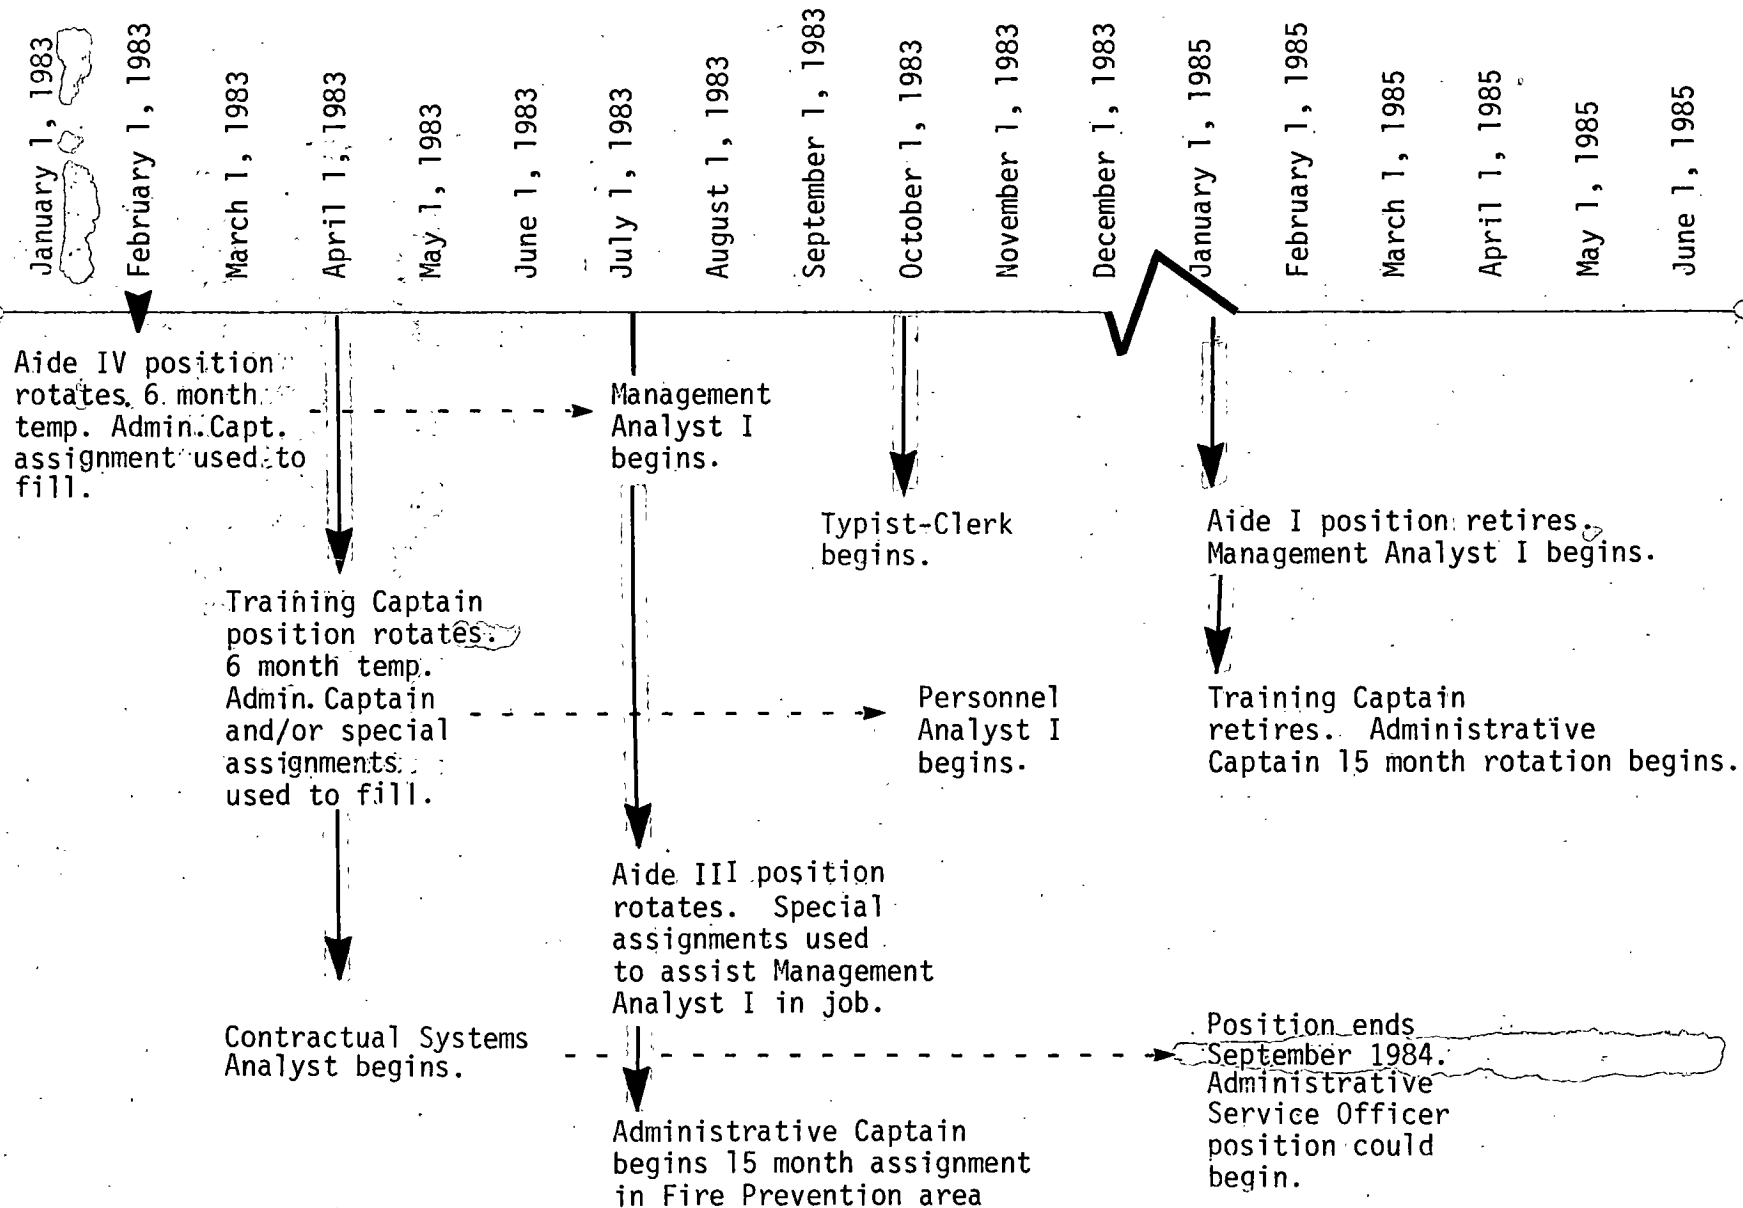 January 1, 1983
February 1, 1983
March 1, 1983
April 1, 1983
May 1, 1983
June 1, 1983
July 1, 1983
August 1, 1983
September 1, 1983
October 1, 1983
November 1, 1983
December 1, 1983
January 1, 1985
February 1, 1985
March 1, 1985
April 1, 1985
May 1, 1985
June 1, 1985
Aide IV position
rotates. 6 month
temp. Admin. Capt.
assignment used to
fill.
Training Captain
position rotates.
6 month temp.
Admin. Captain
and/or special
assignments
used to fill.
Contractual Systems
Analyst begins.
Management
Analyst I
begins.
Aide III position
rotates. Special
assignments used
to assist Management
Analyst I in job.
Administrative Captain
begins 15 month assignment
in Fire Prevention area
Typist-Clerk
begins.
Personnel
Analyst I
begins.
Aide I position retires.
Management Analyst I begins.
Training Captain
retires. Administrative
Captain 15 month rotation begins.
Position ends
September 1984.
Administrative
Service Officer
position could
begin.